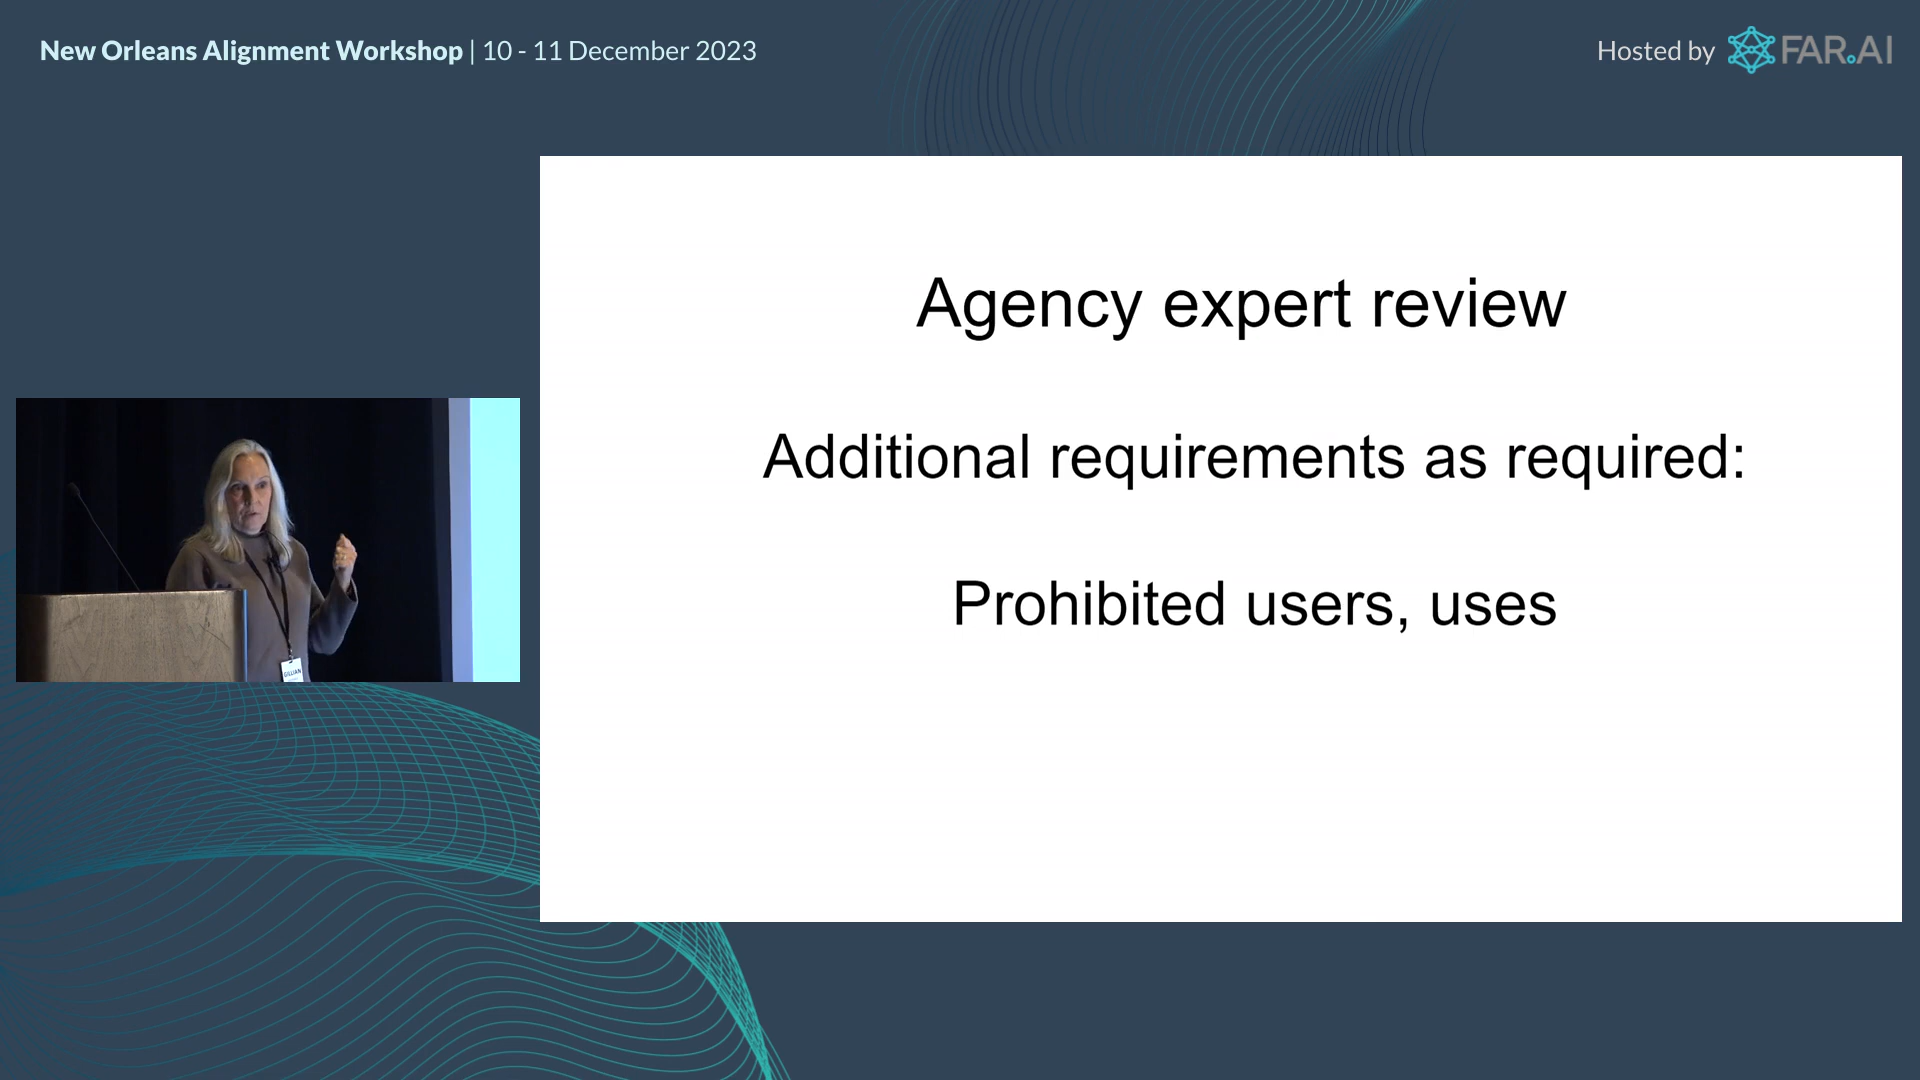 New Orleans Alignment Workshop | 10 - 11 December 2023
Hosted by FAR.AI
Agency expert review
Additional requirements as required:
Prohibited users, uses
GILLIAN